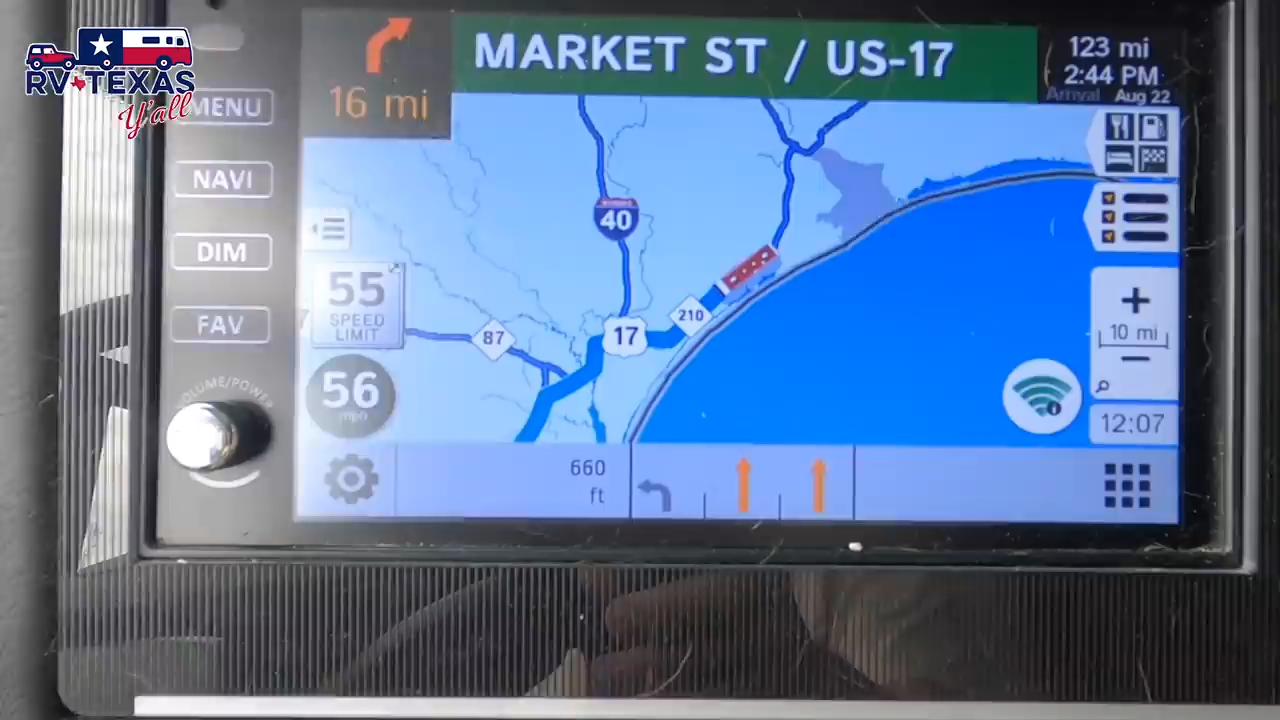 RV TEXAS
Y'all
MENU
NAVI
DIM
FAV
VOLUME/POWER
16 mi
MARKET ST / US-17
123 mi
2:44 PM
Arrival Aug 22
40
55
SPEED
LIMIT
56
mph
87
17
210
10 mi
12:07
660
ft